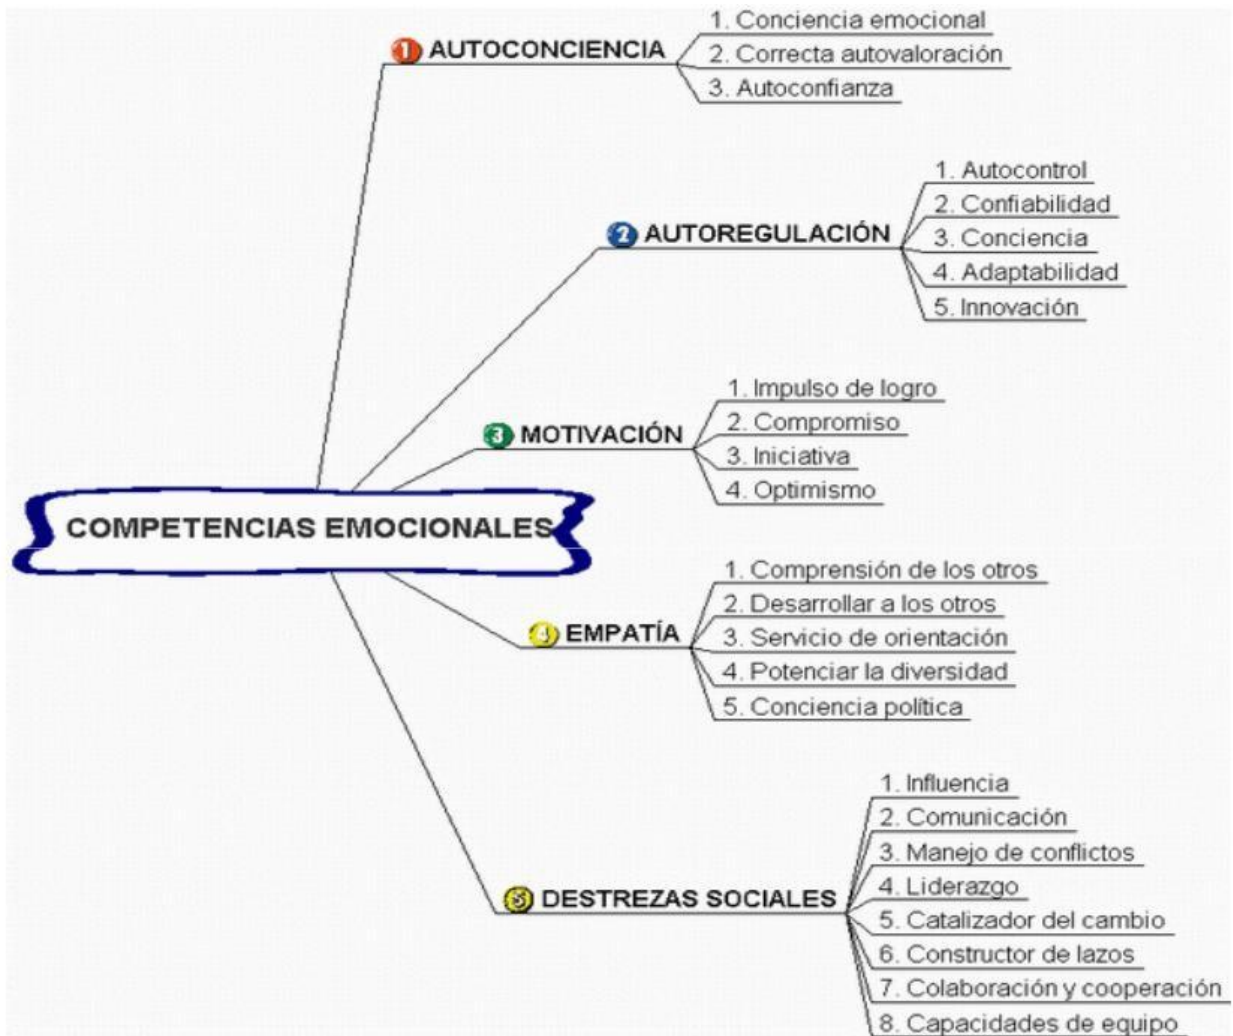 1 AUTOCONCIENCIA
1. Conciencia emocional
2. Correcta autovaloración
3. Autoconfianza
2 AUTOREGULACIÓN
1. Autocontrol
2. Confiabilidad
3. Conciencia
4. Adaptabilidad
5. Innovación
3 MOTIVACIÓN
1. Impulso de logro
2. Compromiso
3. Iniciativa
4. Optimismo
COMPETENCIAS EMOCIONALES
4 EMPATÍA
1. Comprensión de los otros
2. Desarrollar a los otros
3. Servicio de orientación
4. Potenciar la diversidad
5. Conciencia política
5 DESTREZAS SOCIALES
1. Influencia
2. Comunicación
3. Manejo de conflictos
4. Liderazgo
5. Catalizador del cambio
6. Constructor de lazos
7. Colaboración y cooperación
8. Capacidades de equipo